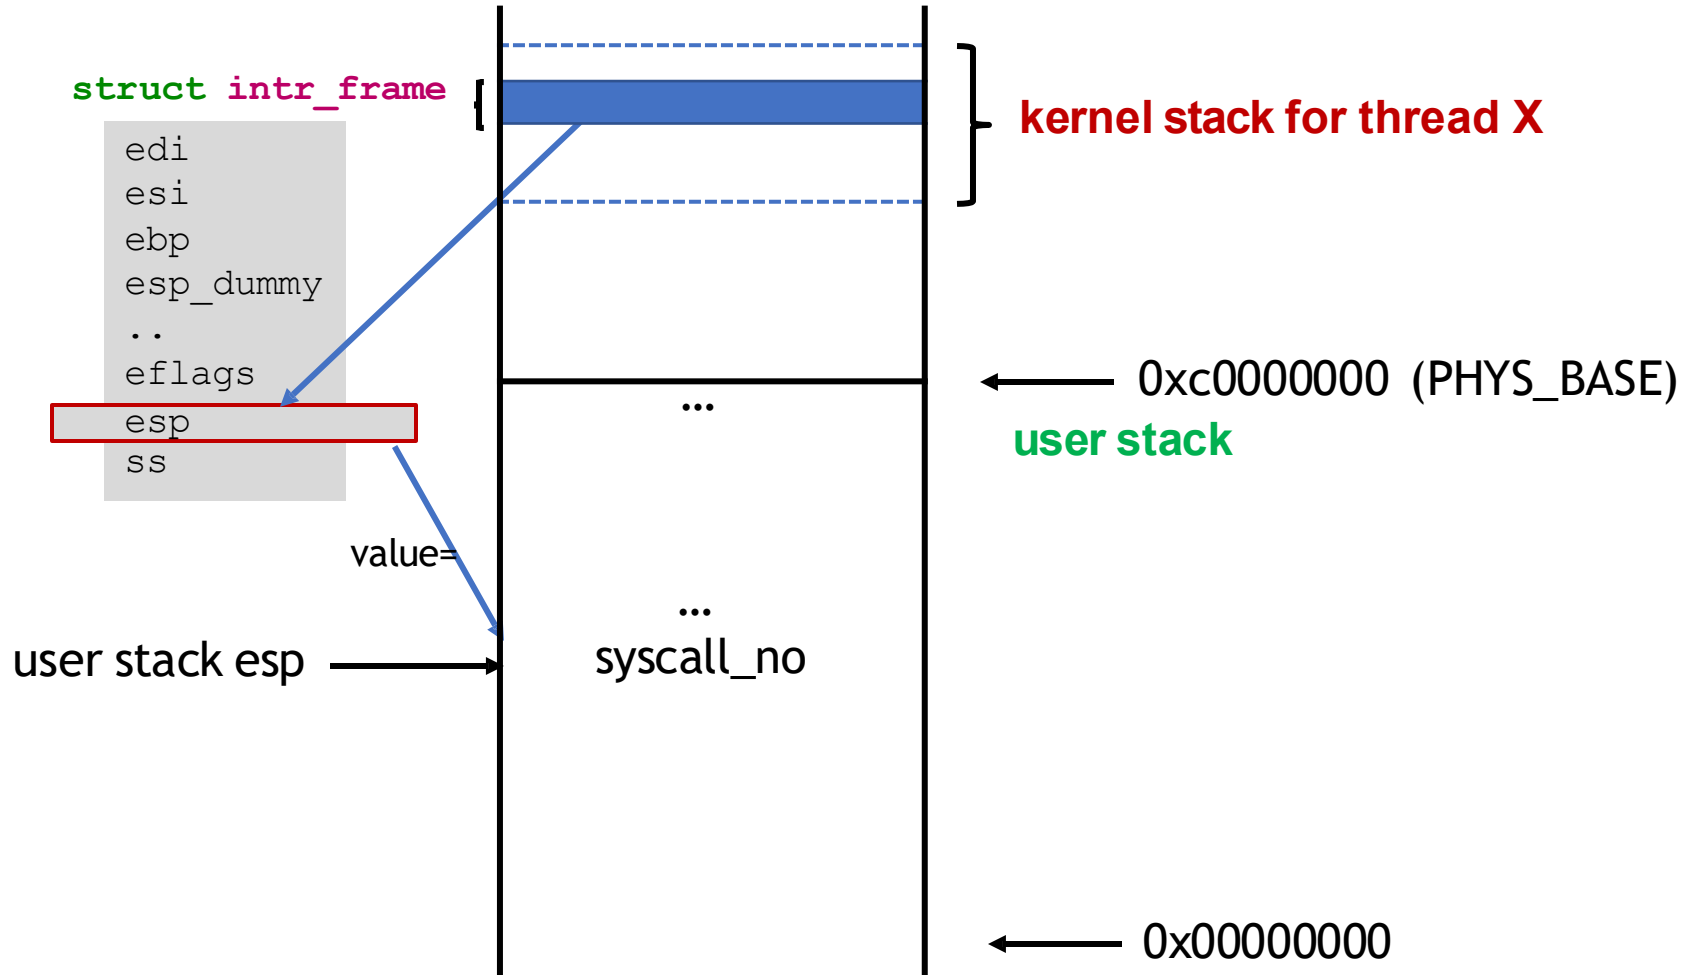 struct intr_frame
edi
esi
ebp
esp_dummy
..
eflags
esp
ss
kernel stack for thread X
0xc0000000 (PHYS_BASE)
...
user stack
value=
...
user stack esp
syscall_no
0x00000000